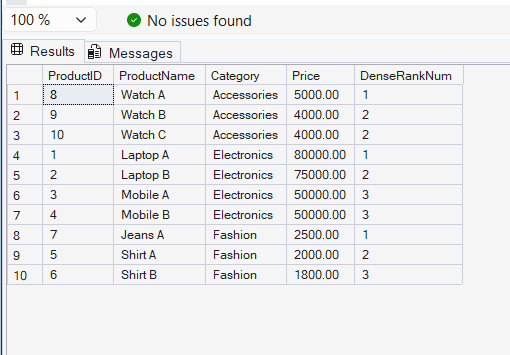 100 % No issues found
Results Messages
ProductID ProductName Category Price DenseRankNum
1 8 Watch A Accessories 5000.00 1
2 9 Watch B Accessories 4000.00 2
3 10 Watch C Accessories 4000.00 2
4 1 Laptop A Electronics 80000.00 1
5 2 Laptop B Electronics 75000.00 2
6 3 Mobile A Electronics 50000.00 3
7 4 Mobile B Electronics 50000.00 3
8 7 Jeans A Fashion 2500.00 1
9 5 Shirt A Fashion 2000.00 2
10 6 Shirt B Fashion 1800.00 3